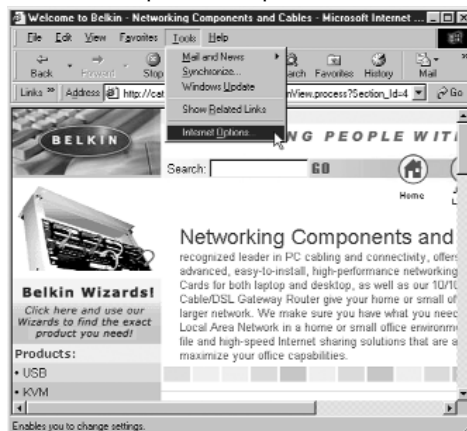 Welcome to Belkin - Networking Components and Cables - Microsoft Internet ...
File Edit View Favorites Tools Help
Back Forward Stop Search Favorites History Mail
Mail and News
Synchronize...
Windows Update
Show Related Links
Internet Options...
Links » Address http://cat nView.process?Section_Id=4 Go
BELKIN
NG PEOPLE WIT
Search: GO
Home
Networking Components and
recognized leader in PC cabling and connectivity, offers
advanced, easy-to-install, high-performance networking
Cards for both laptop and desktop, as well as our 10/10
Cable/DSL Gateway Router give your home or small of
larger network. We make sure you have what you need
Local Area Network in a home or small office environme
file and high-speed Internet sharing solutions that are a
maximize your office capabilities.
Belkin Wizards!
Click here and use our
Wizards to find the exact
product you need!
Products:
• USB
• KVM
Enables you to change settings.